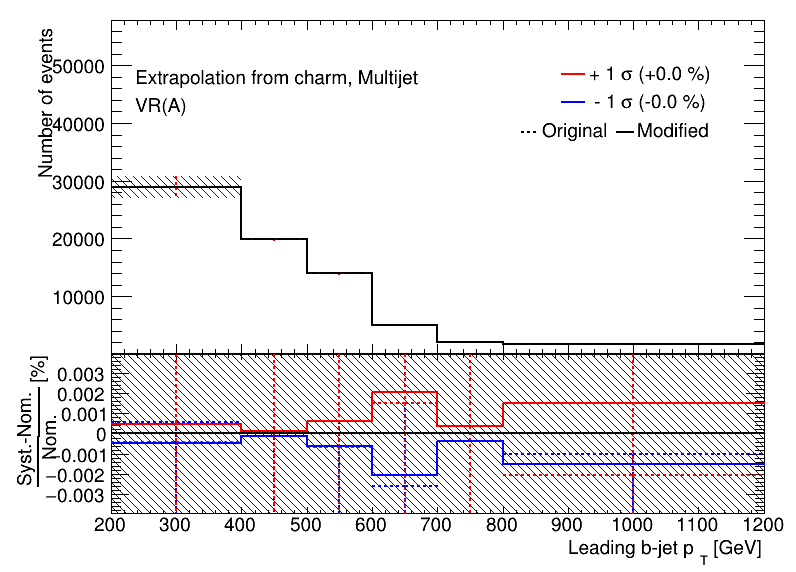 Number of events
50000
40000
30000
20000
10000
Extrapolation from charm, Multijet
VR(A)
+ 1 σ (+0.0 %)
- 1 σ (-0.0 %)
Original Modified
Syst.-Nom. [%]
Nom.
0.003
0.002
0.001
0
−0.001
−0.002
−0.003
200 300 400 500 600 700 800 900 1000 1100 1200
Leading b-jet p T [GeV]